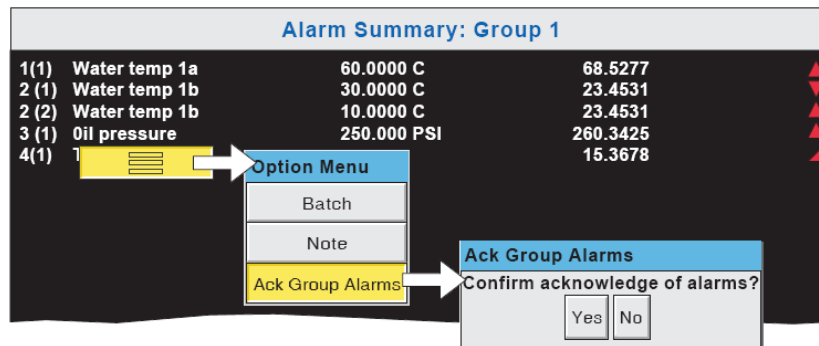 Alarm Summary: Group 1
1(1) Water temp 1a 60.0000 C 68.5277
2 (1) Water temp 1b 30.0000 C 23.4531
2 (2) Water temp 1b 10.0000 C 23.4531
3 (1) 0il pressure 250.000 PSI 260.3425
4(1) 15.3678
Option Menu
Batch
Note
Ack Group Alarms
Ack Group Alarms
Confirm acknowledge of alarms?
Yes No